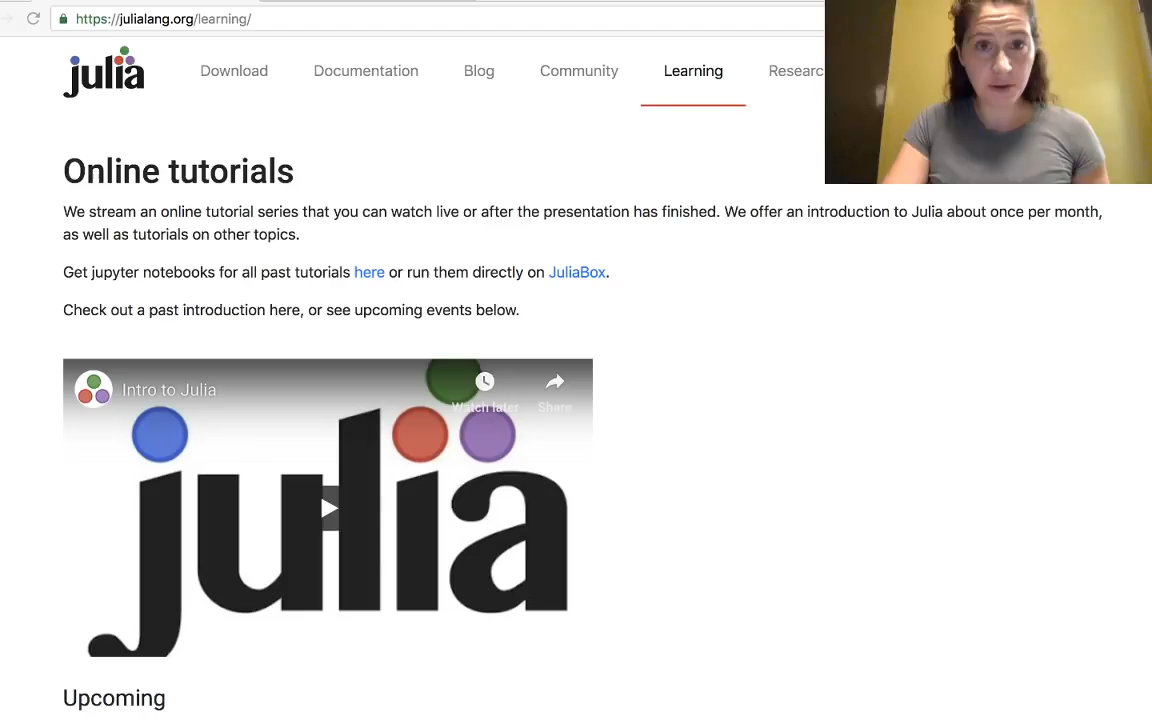 https://julialang.org/learning/
julia
Download Documentation Blog Community Learning Researc
Online tutorials
We stream an online tutorial series that you can watch live or after the presentation has finished. We offer an introduction to Julia about once per month,
as well as tutorials on other topics.
Get jupyter notebooks for all past tutorials here or run them directly on JuliaBox.
Check out a past introduction here, or see upcoming events below.
Intro to Julia
Watch later Share
julia
Upcoming